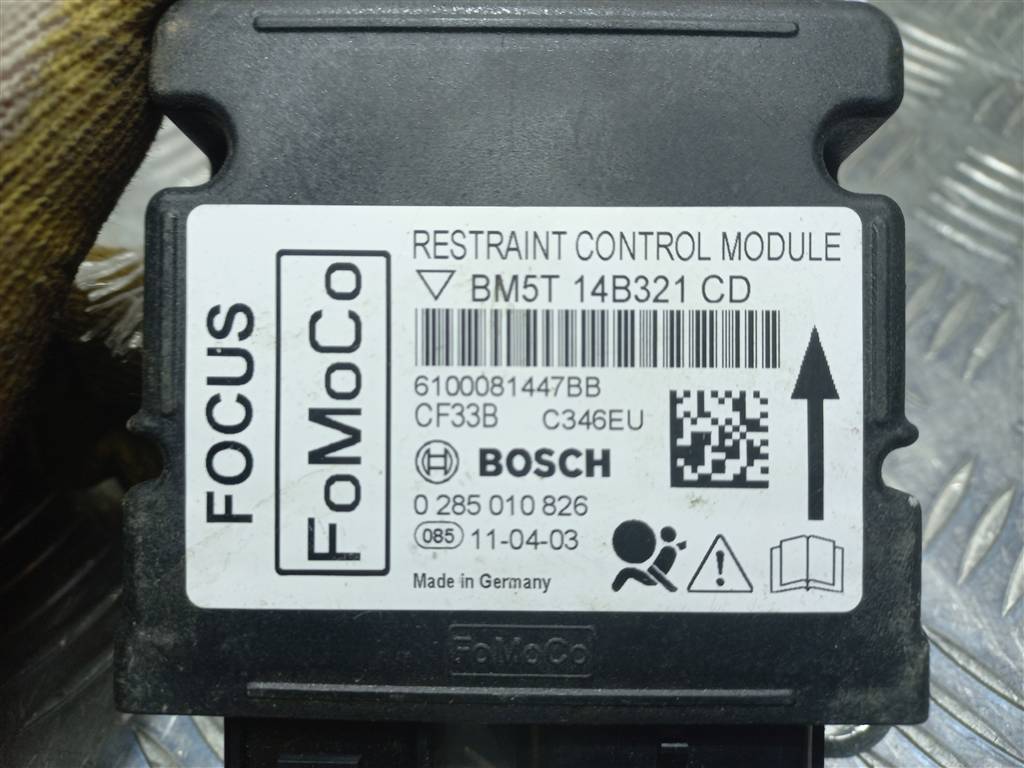 FOCUS
FoMoCo
RESTRAINT CONTROL MODULE
BM5T 14B321 CD
6100081447BB
CF33B C346EU
BOSCH
0 285 010 826
085 11-04-03
Made in Germany
FoMoCo